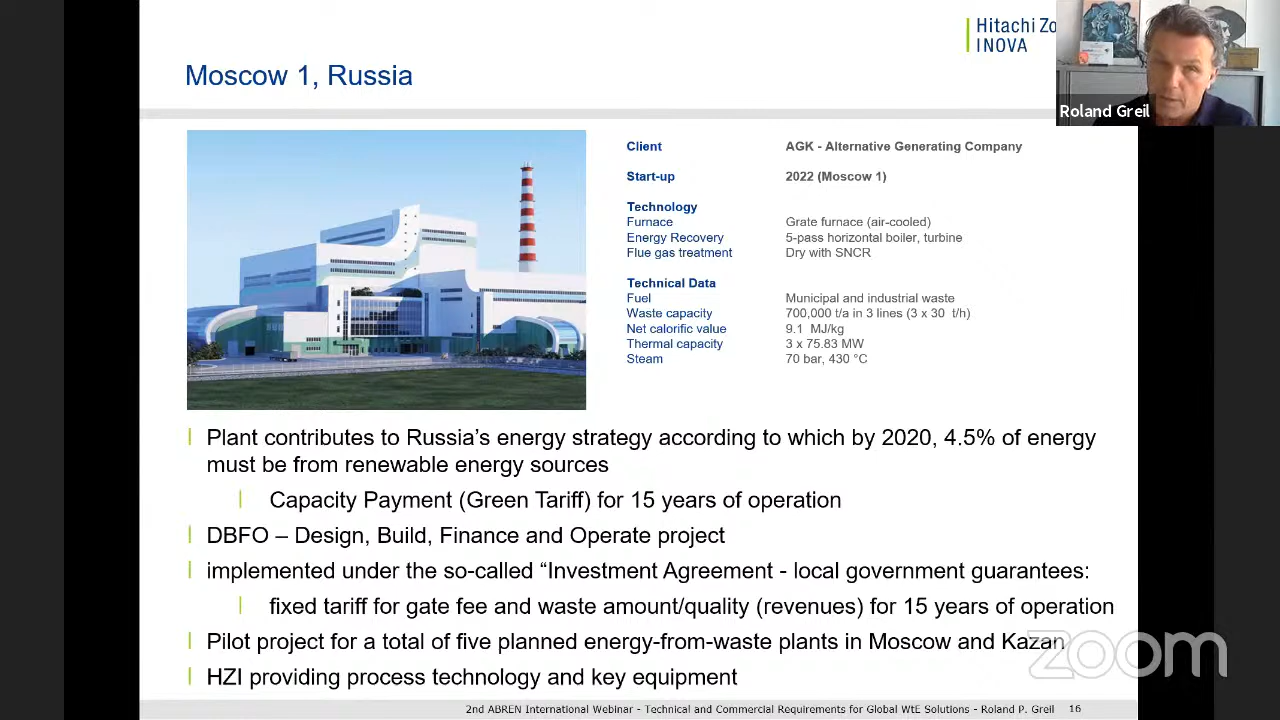 Hitachi Zo
INOVA
Roland Greil
Moscow 1, Russia
Client AGK - Alternative Generating Company
Start-up 2022 (Moscow 1)
Technology
Furnace Grate furnace (air-cooled)
Energy Recovery 5-pass horizontal boiler, turbine
Flue gas treatment Dry with SNCR
Technical Data
Fuel Municipal and industrial waste
Waste capacity 700,000 t/a in 3 lines (3 x 30 t/h)
Net calorific value 9.1 MJ/kg
Thermal capacity 3 x 75.83 MW
Steam 70 bar, 430 °C
Plant contributes to Russia's energy strategy according to which by 2020, 4.5% of energy
must be from renewable energy sources
Capacity Payment (Green Tariff) for 15 years of operation
DBFO – Design, Build, Finance and Operate project
implemented under the so-called “Investment Agreement - local government guarantees:
fixed tariff for gate fee and waste amount/quality (revenues) for 15 years of operation
Pilot project for a total of five planned energy-from-waste plants in Moscow and Kazan
HZI providing process technology and key equipment
zoom
2nd ABREN International Webinar - Technical and Commercial Requirements for Global WtE Solutions - Roland P. Greil 16